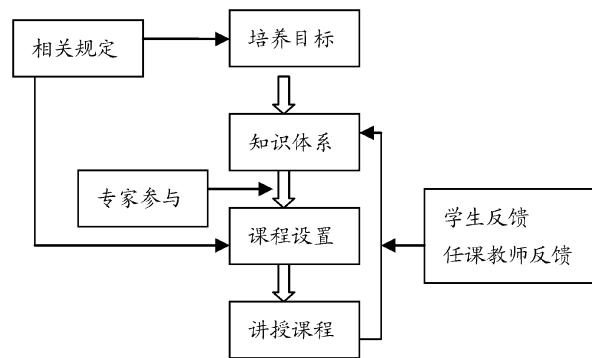 相关规定
培养目标
知识体系
专家参与
课程设置
学生反馈
任课教师反馈
讲授课程